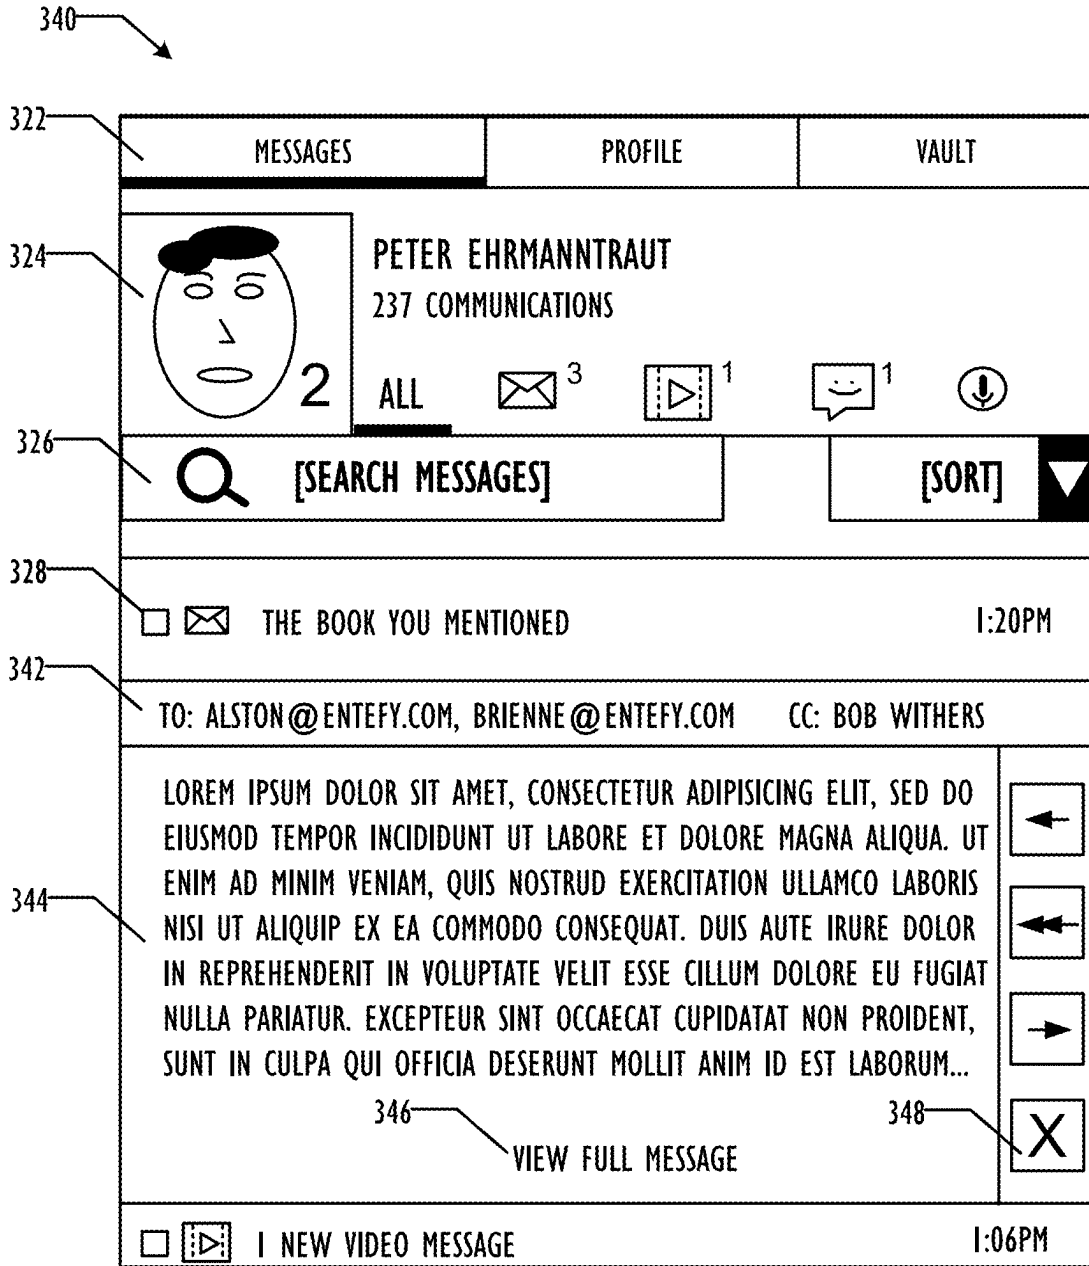 340
322
MESSAGES PROFILE VAULT
324
PETER EHRMANNTRAUT
237 COMMUNICATIONS
2 ALL 3 1 1
326
[SEARCH MESSAGES] [SORT]
328
THE BOOK YOU MENTIONED 1:20PM
342
TO: ALSTON@ENTEFY.COM, BRIENNE@ENTEFY.COM CC: BOB WITHERS
LOREM IPSUM DOLOR SIT AMET, CONSECTETUR ADIPISICING ELIT, SED DO
EIUSMOD TEMPOR INCIDIDUNT UT LABORE ET DOLORE MAGNA ALIQUA. UT
ENIM AD MINIM VENIAM, QUIS NOSTRUD EXERCITATION ULLAMCO LABORIS
344
NISI UT ALIQUIP EX EA COMMODO CONSEQUAT. DUIS AUTE IRURE DOLOR
IN REPREHENDERIT IN VOLUPTATE VELIT ESSE CILLUM DOLORE EU FUGIAT
NULLA PARIATUR. EXCEPTEUR SINT OCCAECAT CUPIDATAT NON PROIDENT,
SUNT IN CULPA QUI OFFICIA DESERUNT MOLLIT ANIM ID EST LABORUM...
346 348
VIEW FULL MESSAGE X
1 NEW VIDEO MESSAGE 1:06PM